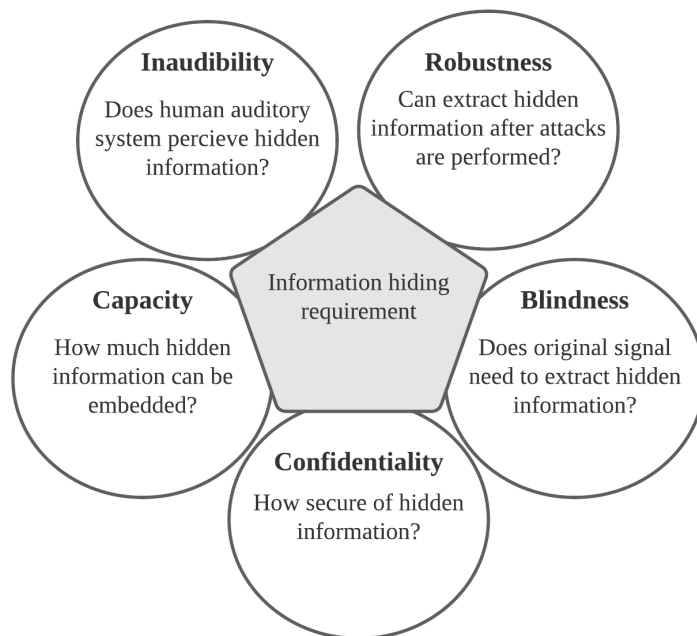 Inaudibility
Does human auditory
system percieve hidden
information?
Robustness
Can extract hidden
information after attacks
are performed?
Information hiding
requirement
Capacity
How much hidden
information can be
embedded?
Blindness
Does original signal
need to extract hidden
information?
Confidentiality
How secure of hidden
information?